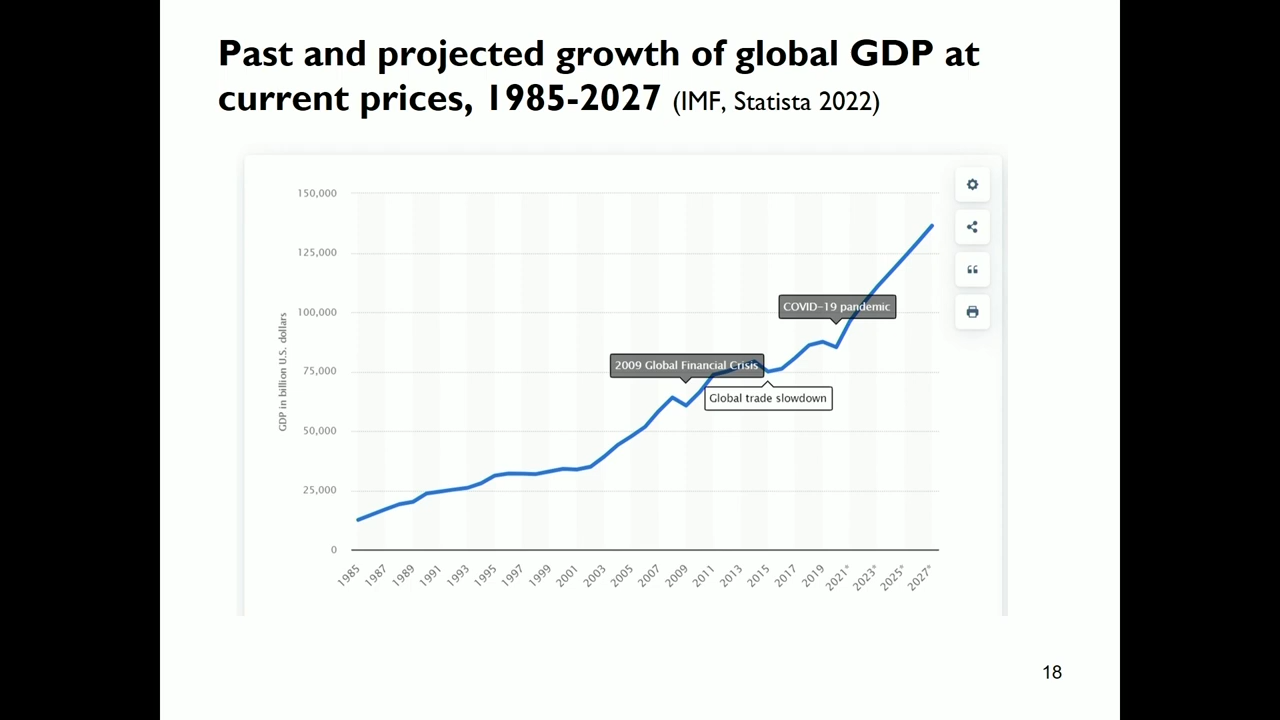 Past and projected growth of global GDP at
current prices, 1985-2027 (IMF, Statista 2022)
150,000
125,000
100,000
75,000
50,000
25,000
0
GDP in billion U.S. dollars
COVID-19 pandemic
2009 Global Financial Crisis
Global trade slowdown
1985 1987 1989 1991 1993 1995 1997 1999 2001 2003 2005 2007 2009 2011 2013 2015 2017 2019 2021* 2023* 2025* 2027*
18